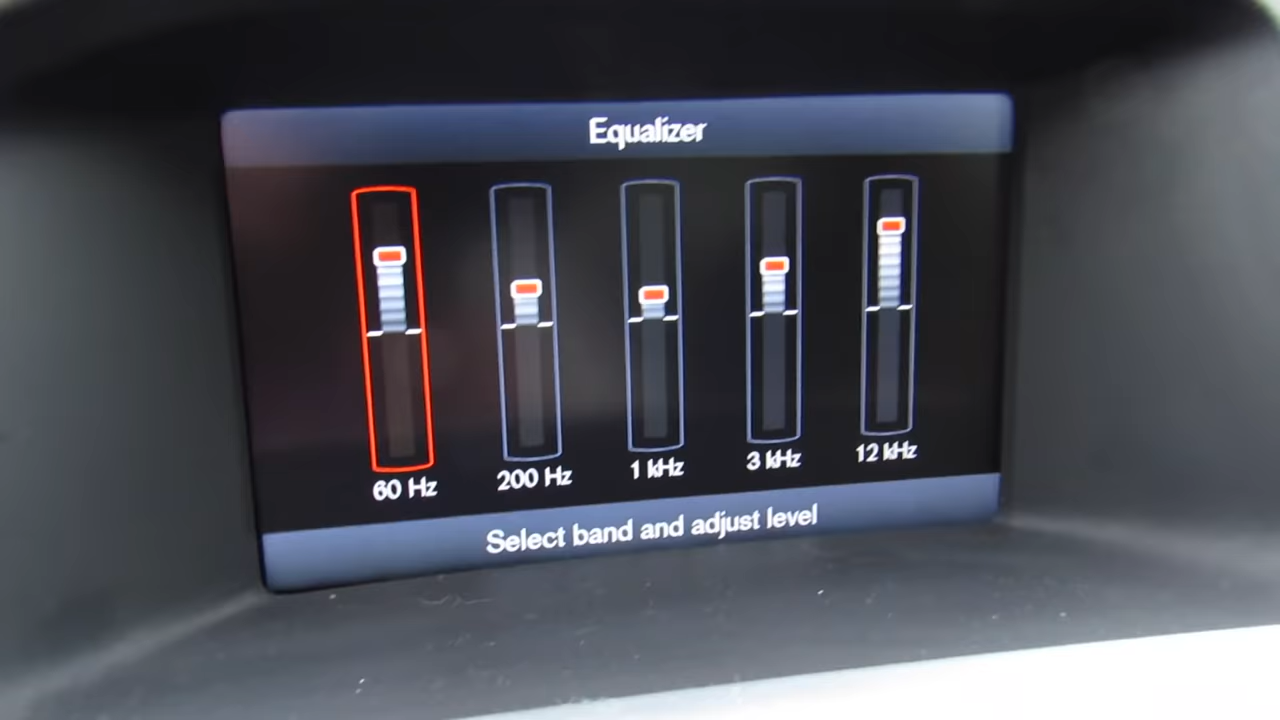 Equalizer
60 Hz 200 Hz 1 kHz 3 kHz 12 kHz
Select band and adjust level